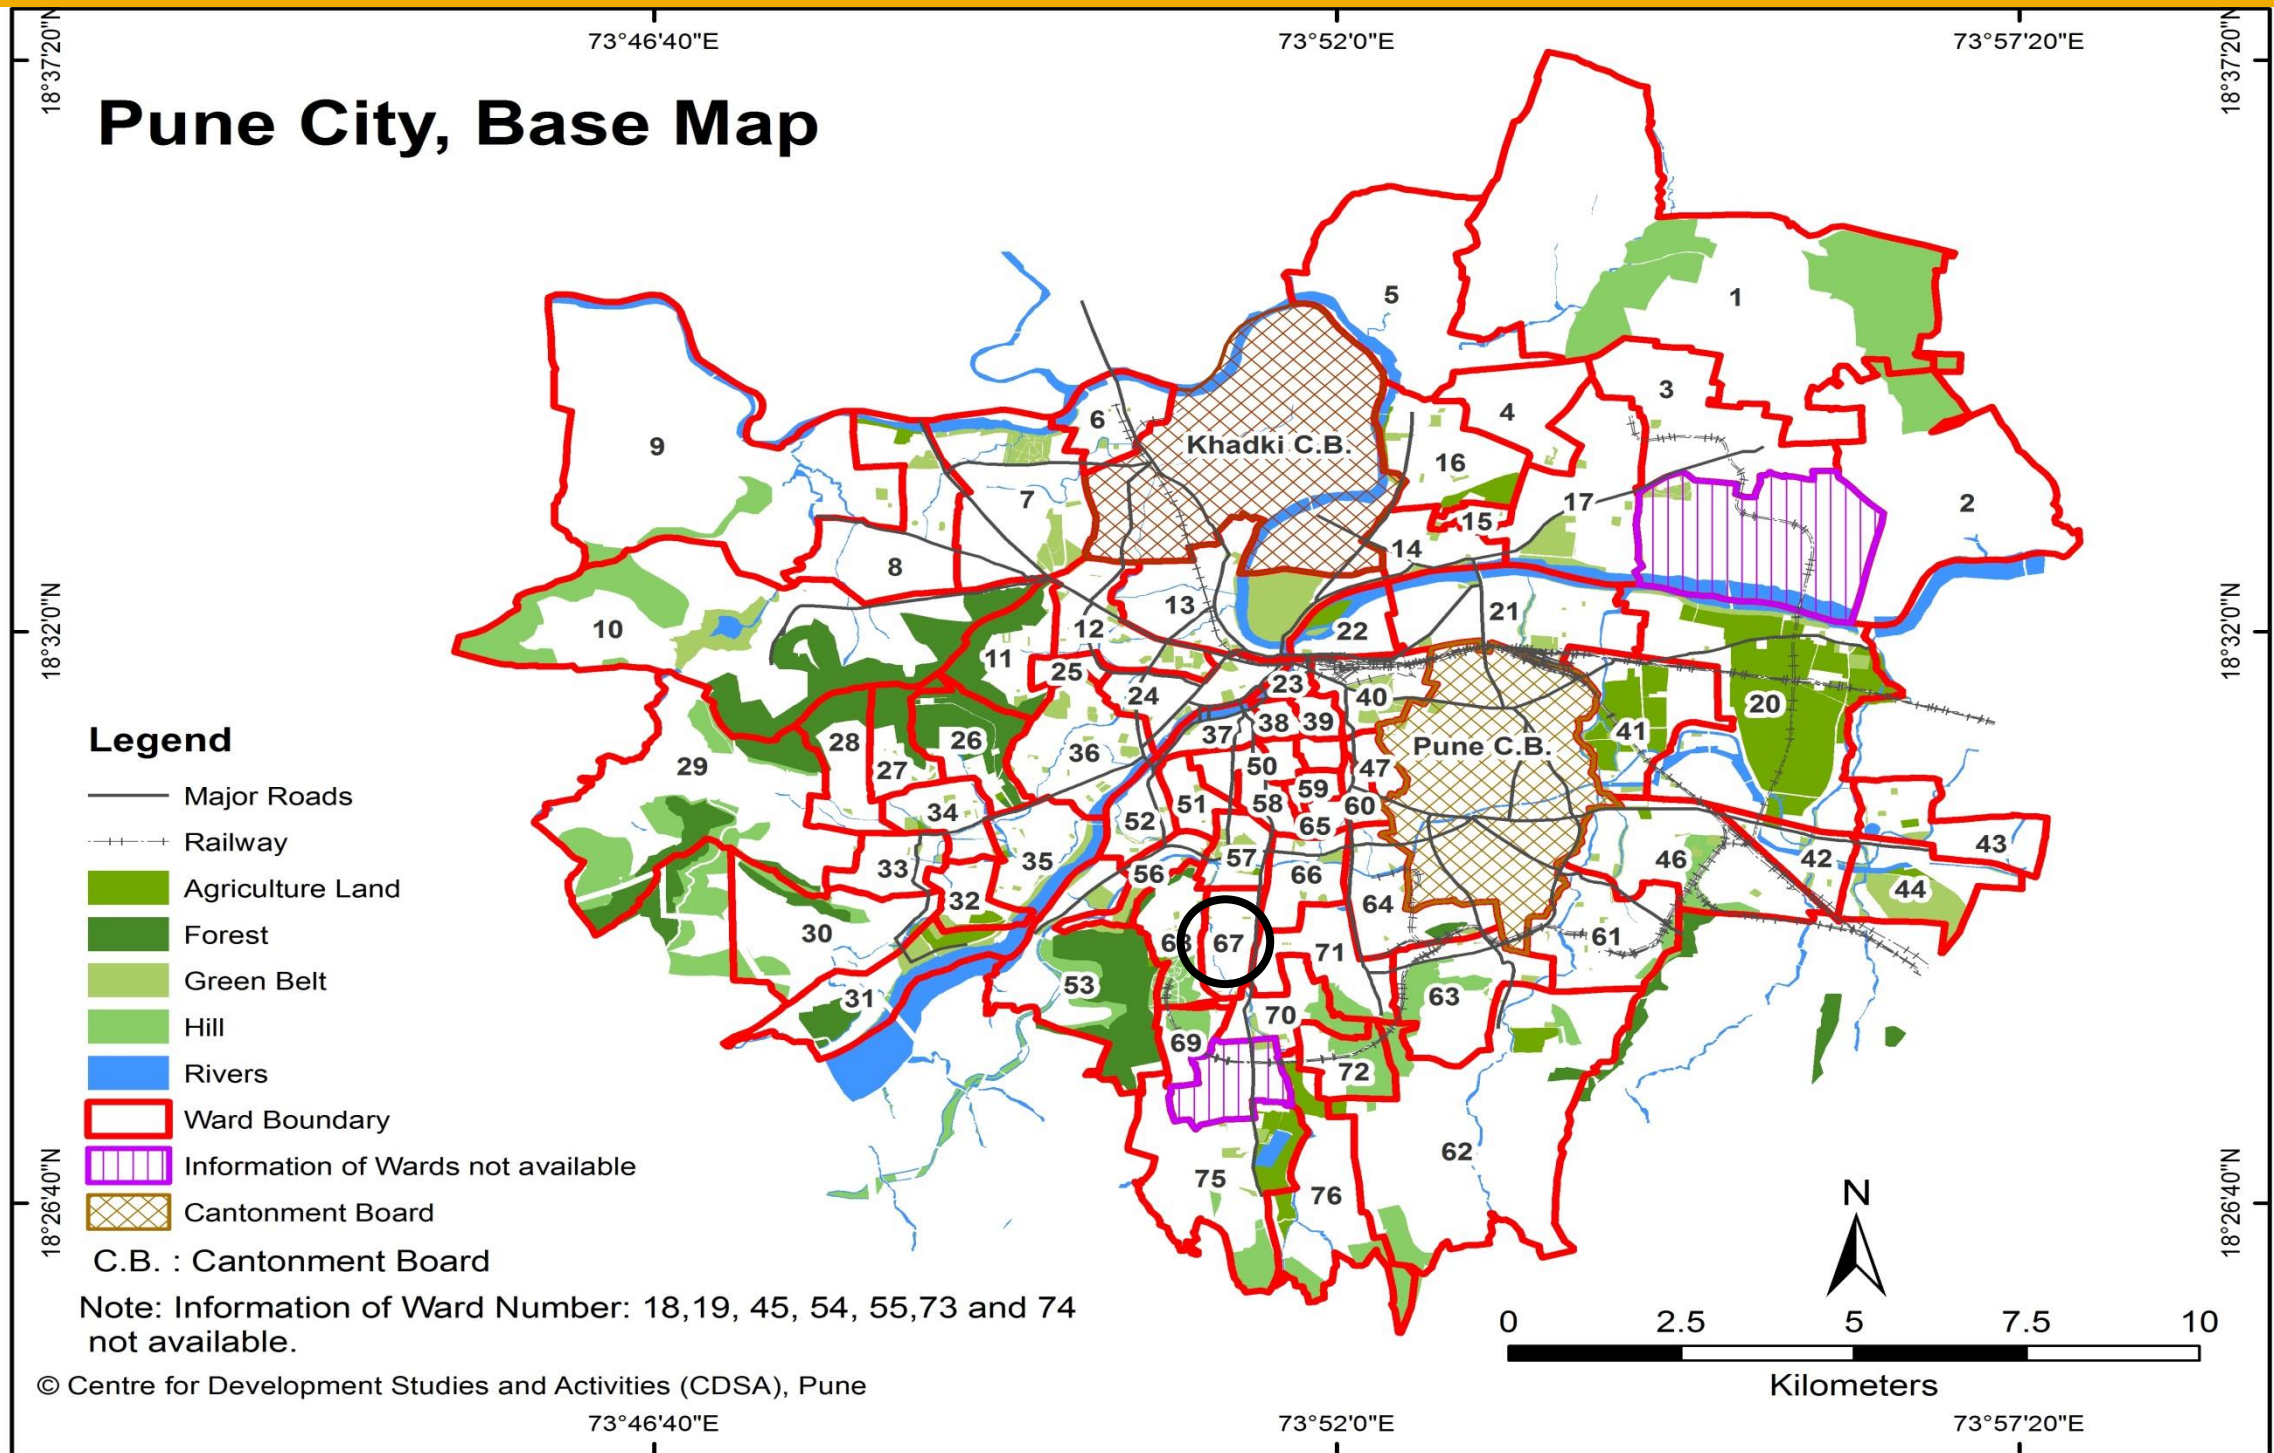 73°46'40"E
73°52'0"E
73°57'20"E
18°37'20"N
18°37'20"N
Pune City, Base Map
5
1
3
4
6
9
Khadki C.B.
16
7
17
2
15
14
8
13
21
10
12
22
11
25
23
24
40
20
38
39
37
41
28
26
36
Pune C.B.
29
27
50
47
59
51
58
60
34
52
65
43
57
42
35
46
33
56
66
44
32
64
30
61
68
67
71
53
31
63
70
69
72
62
75
76
18°32'0"N
18°32'0"N
Legend
Major Roads
Railway
Agriculture Land
Forest
Green Belt
Hill
Rivers
Ward Boundary
Information of Wards not available
Cantonment Board
C.B. : Cantonment Board
Note: Information of Ward Number: 18,19, 45, 54, 55,73 and 74
not available.
© Centre for Development Studies and Activities (CDSA), Pune
18°26'40"N
18°26'40"N
N
0 2.5 5 7.5 10
Kilometers
73°46'40"E
73°52'0"E
73°57'20"E